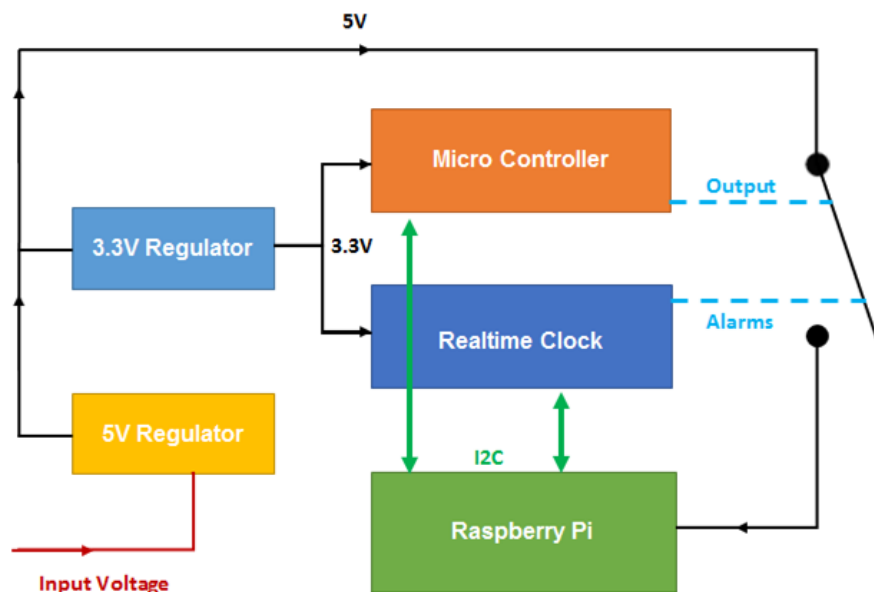 5V
Micro Controller
Output
3.3V Regulator
3.3V
Alarms
Realtime Clock
5V Regulator
I2C
Raspberry Pi
Input Voltage